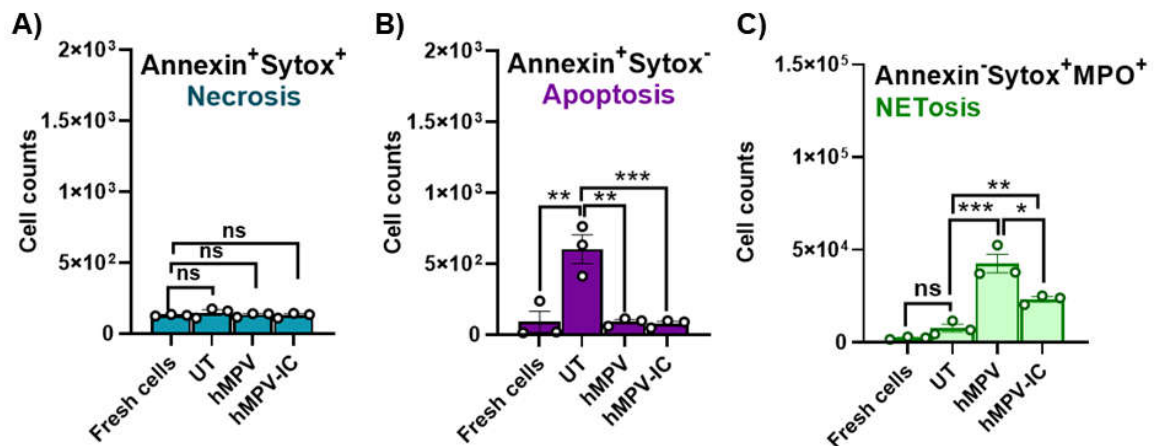 A)
Annexin⁺Sytox⁺
Necrosis
Cell counts
2×10³
1.5×10³
1×10³
5×10²
0
ns
ns
ns
Fresh cells
UT
hMPV
hMPV-IC
B)
Annexin⁺Sytox⁻
Apoptosis
Cell counts
2×10³
1.5×10³
1×10³
5×10²
0
***
** **
Fresh cells
UT
hMPV
hMPV-IC
C)
Annexin⁻Sytox⁺MPO⁺
NETosis
Cell counts
1.5×10⁵
1×10⁵
5×10⁴
0
**
*** *
ns
Fresh cells
UT
hMPV
hMPV-IC